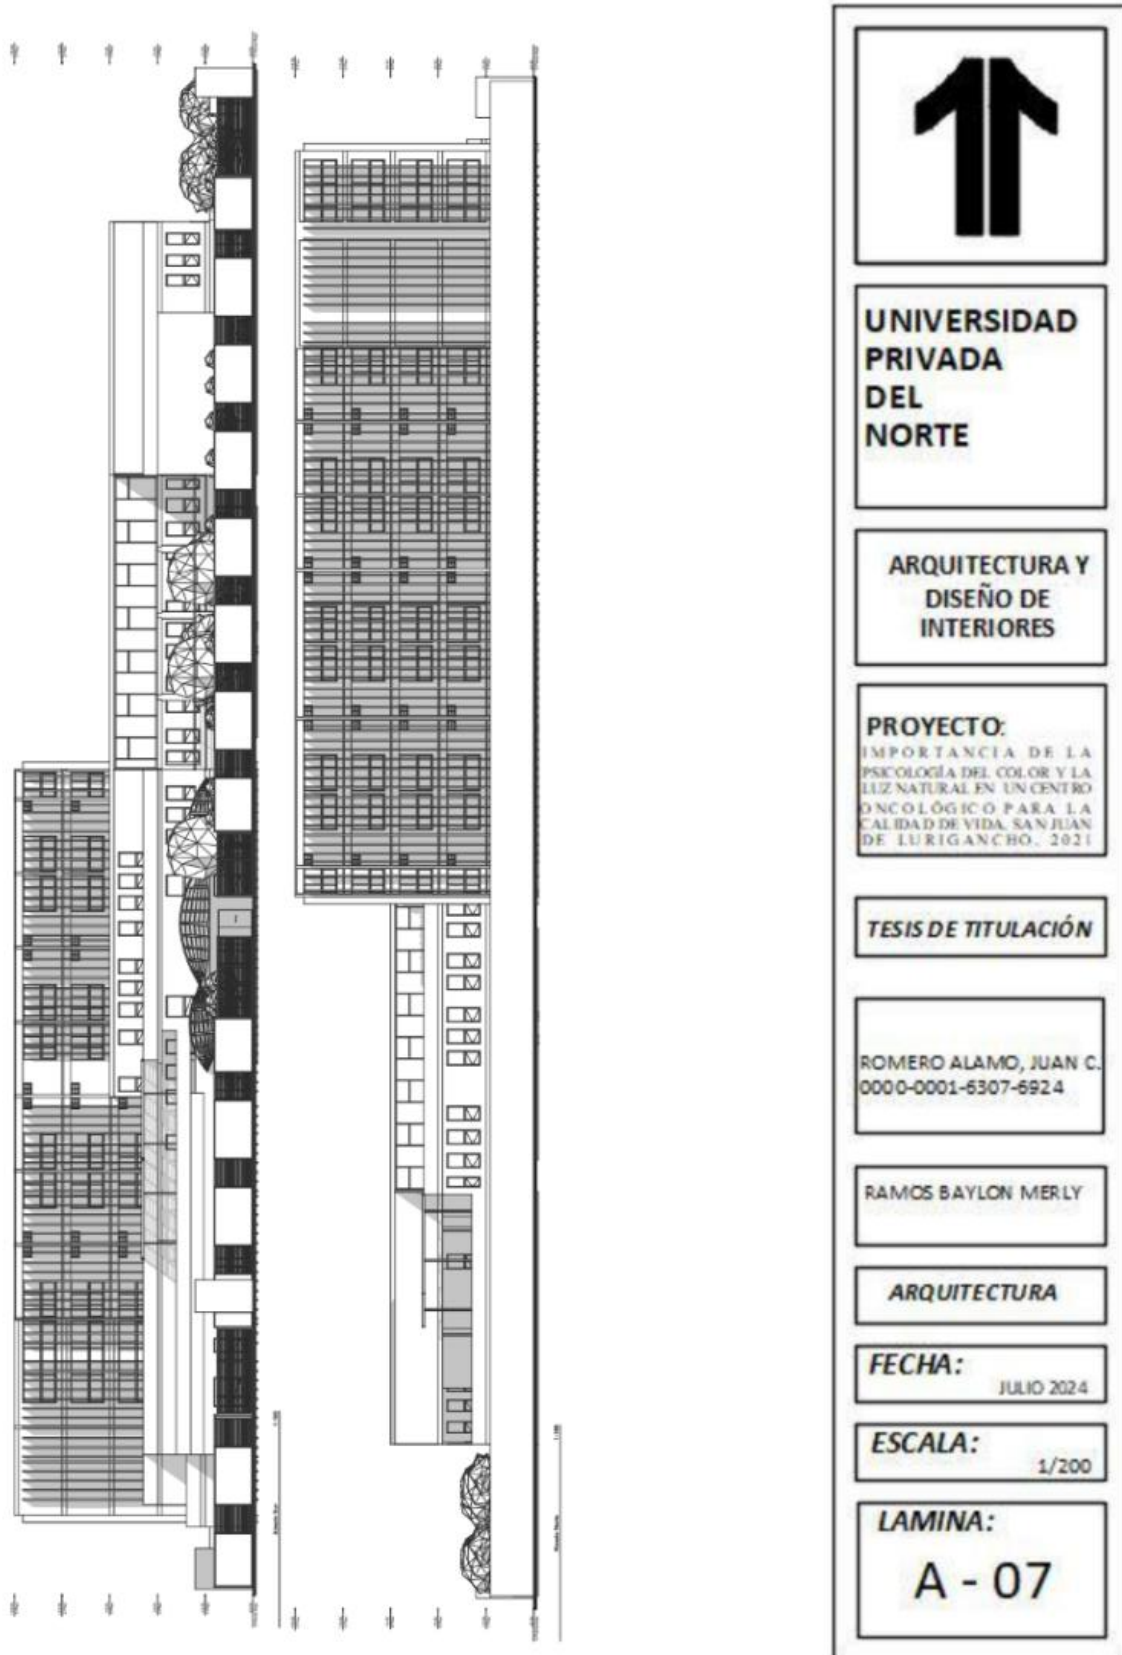 UNIVERSIDAD
PRIVADA
DEL
NORTE
ARQUITECTURA Y
DISEÑO DE
INTERIORES
PROYECTO:
IMPORTANCIA DE LA
PSICOLOGÍA DEL COLOR Y LA
LUZ NATURAL EN UN CENTRO
ONCOLÓGICO PARA LA
CALIDAD DE VIDA, SAN JUAN
DE LURIGANCHO, 2021
TESIS DE TITULACIÓN
ROMERO ALAMO, JUAN C.
0000-0001-6307-6924
RAMOS BAYLON MERLY
ARQUITECTURA
FECHA:
JULIO 2024
ESCALA:
1/200
LAMINA:
A - 07